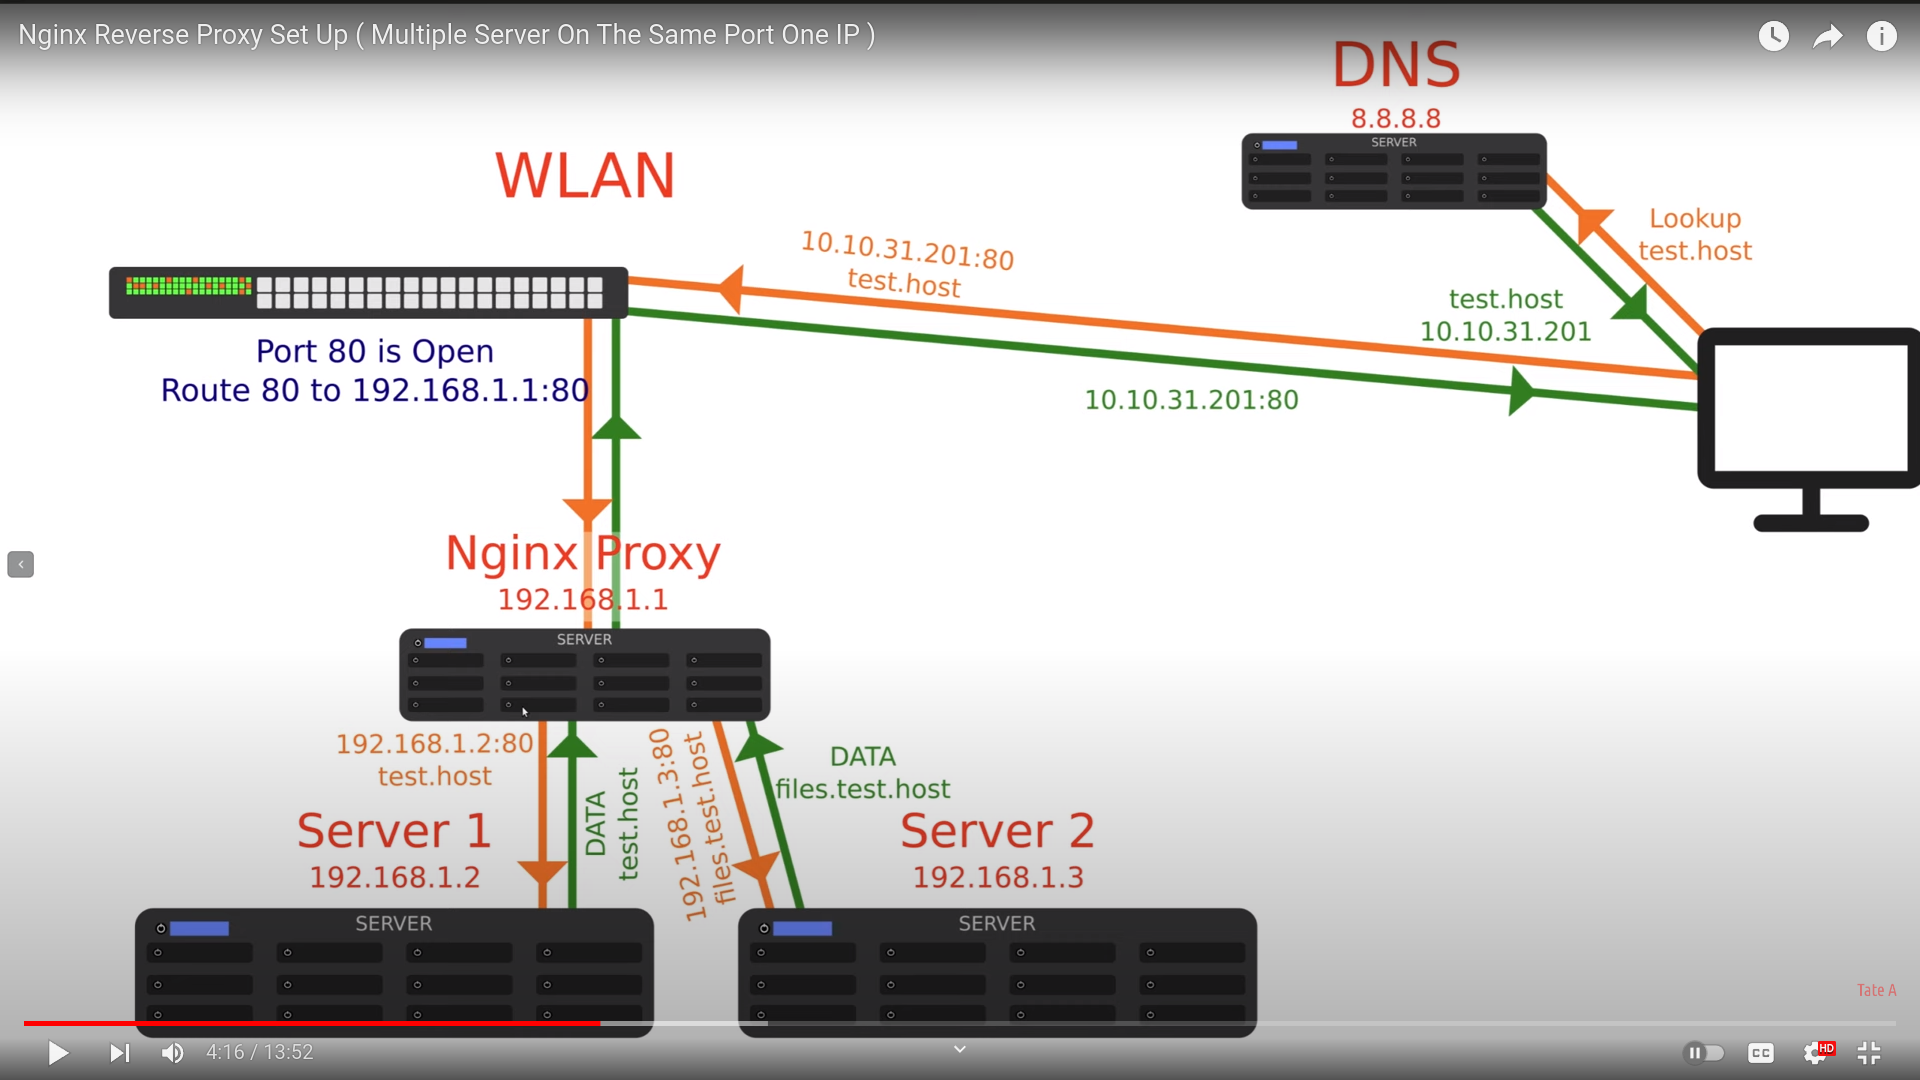 Nginx Reverse Proxy Set Up ( Multiple Server On The Same Port One IP )
DNS
8.8.8.8
SERVER
WLAN
Lookup
test.host
10.10.31.201:80
test.host
test.host
10.10.31.201
Port 80 is Open
Route 80 to 192.168.1.1:80
10.10.31.201:80
Nginx Proxy
192.168.1.1
SERVER
192.168.1.2:80
test.host
DATA
test.host
192.168.1.3:80
files.test.host
DATA
files.test.host
Server 1
192.168.1.2
Server 2
192.168.1.3
SERVER
SERVER
Tate A
4:16 / 13:52
CC
HD